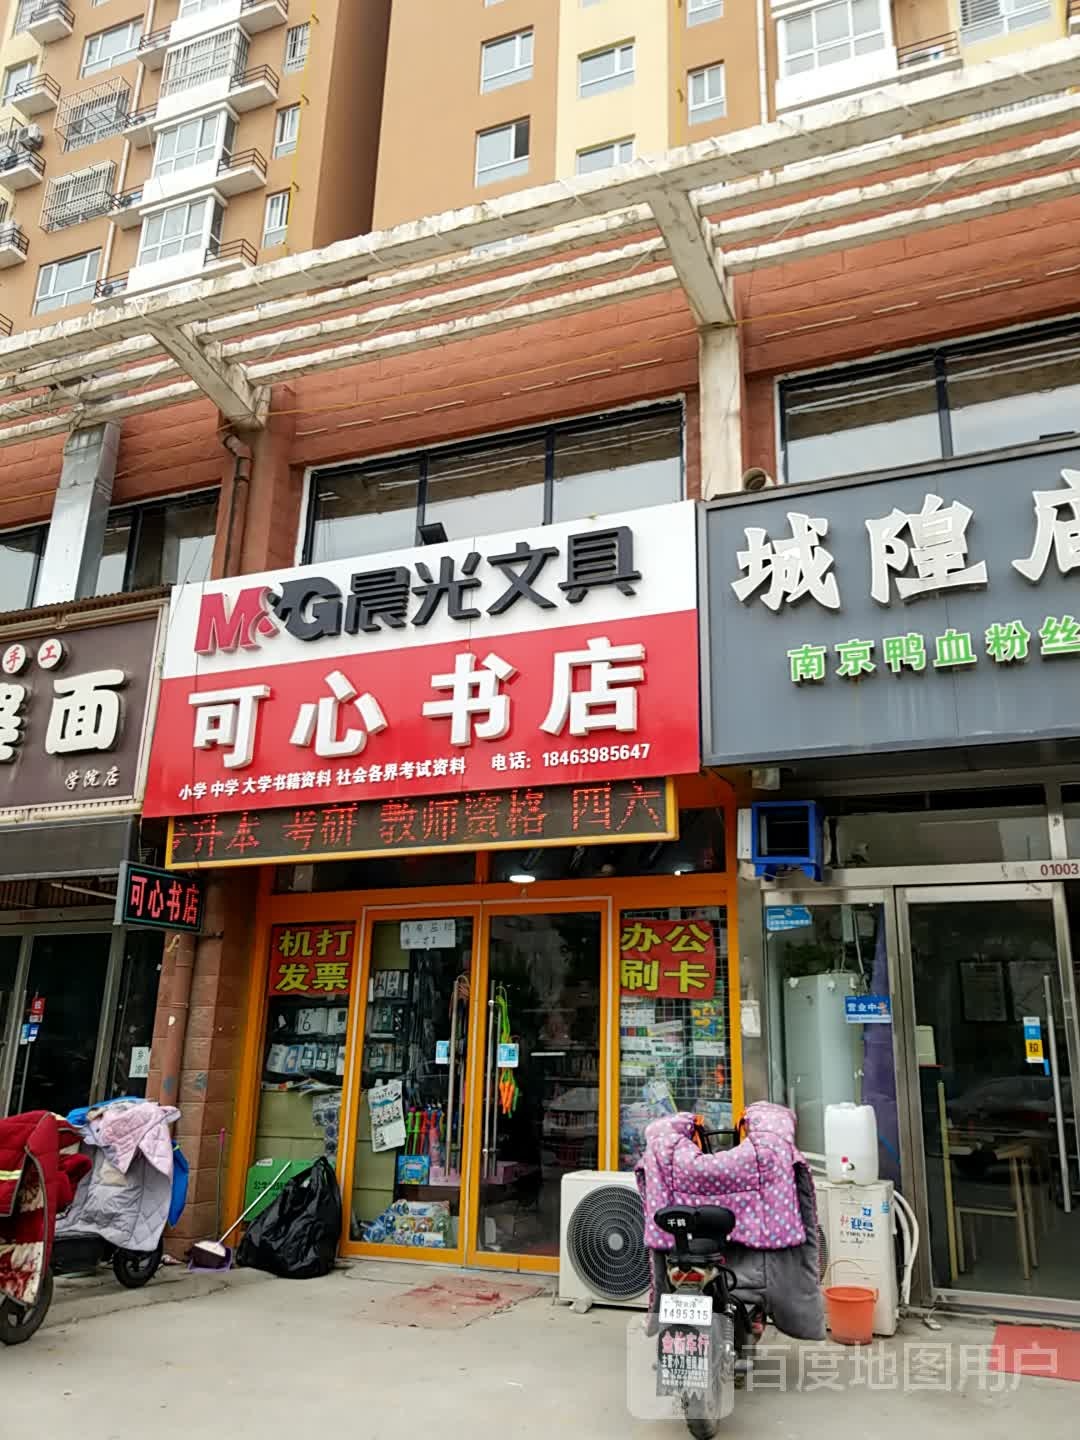 M&G晨光文具
可心书店
小学 中学 大学书籍资料 社会各界考试资料 电话: 18463985647
升本 考研 教师资格 四六
可心书店
手工
面
学院店
城隍
南京鸭血粉丝
01003
机打
发票
办公
刷卡
营业中
拉
千鹤
1495315
百度地图用户